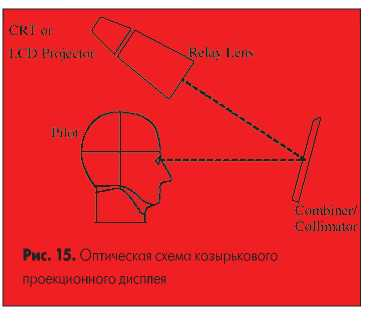 CRT or
LCD Projector
Relay Lens
Pilot
Combiner/
Collimator
Рис. 15. Оптическая схема козырькового
проекционного дисплея